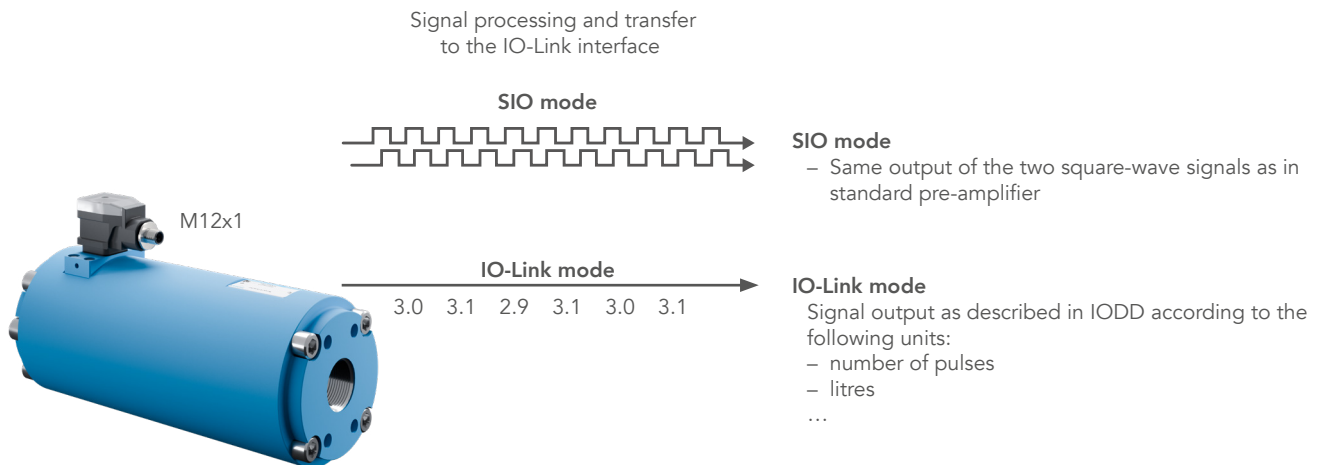 Signal processing and transfer
to the IO-Link interface
SIO mode
SIO mode
– Same output of the two square-wave signals as in
standard pre-amplifier
M12x1
IO-Link mode
3.0 3.1 2.9 3.1 3.0 3.1
IO-Link mode
Signal output as described in IODD according to the
following units:
– number of pulses
– litres
…